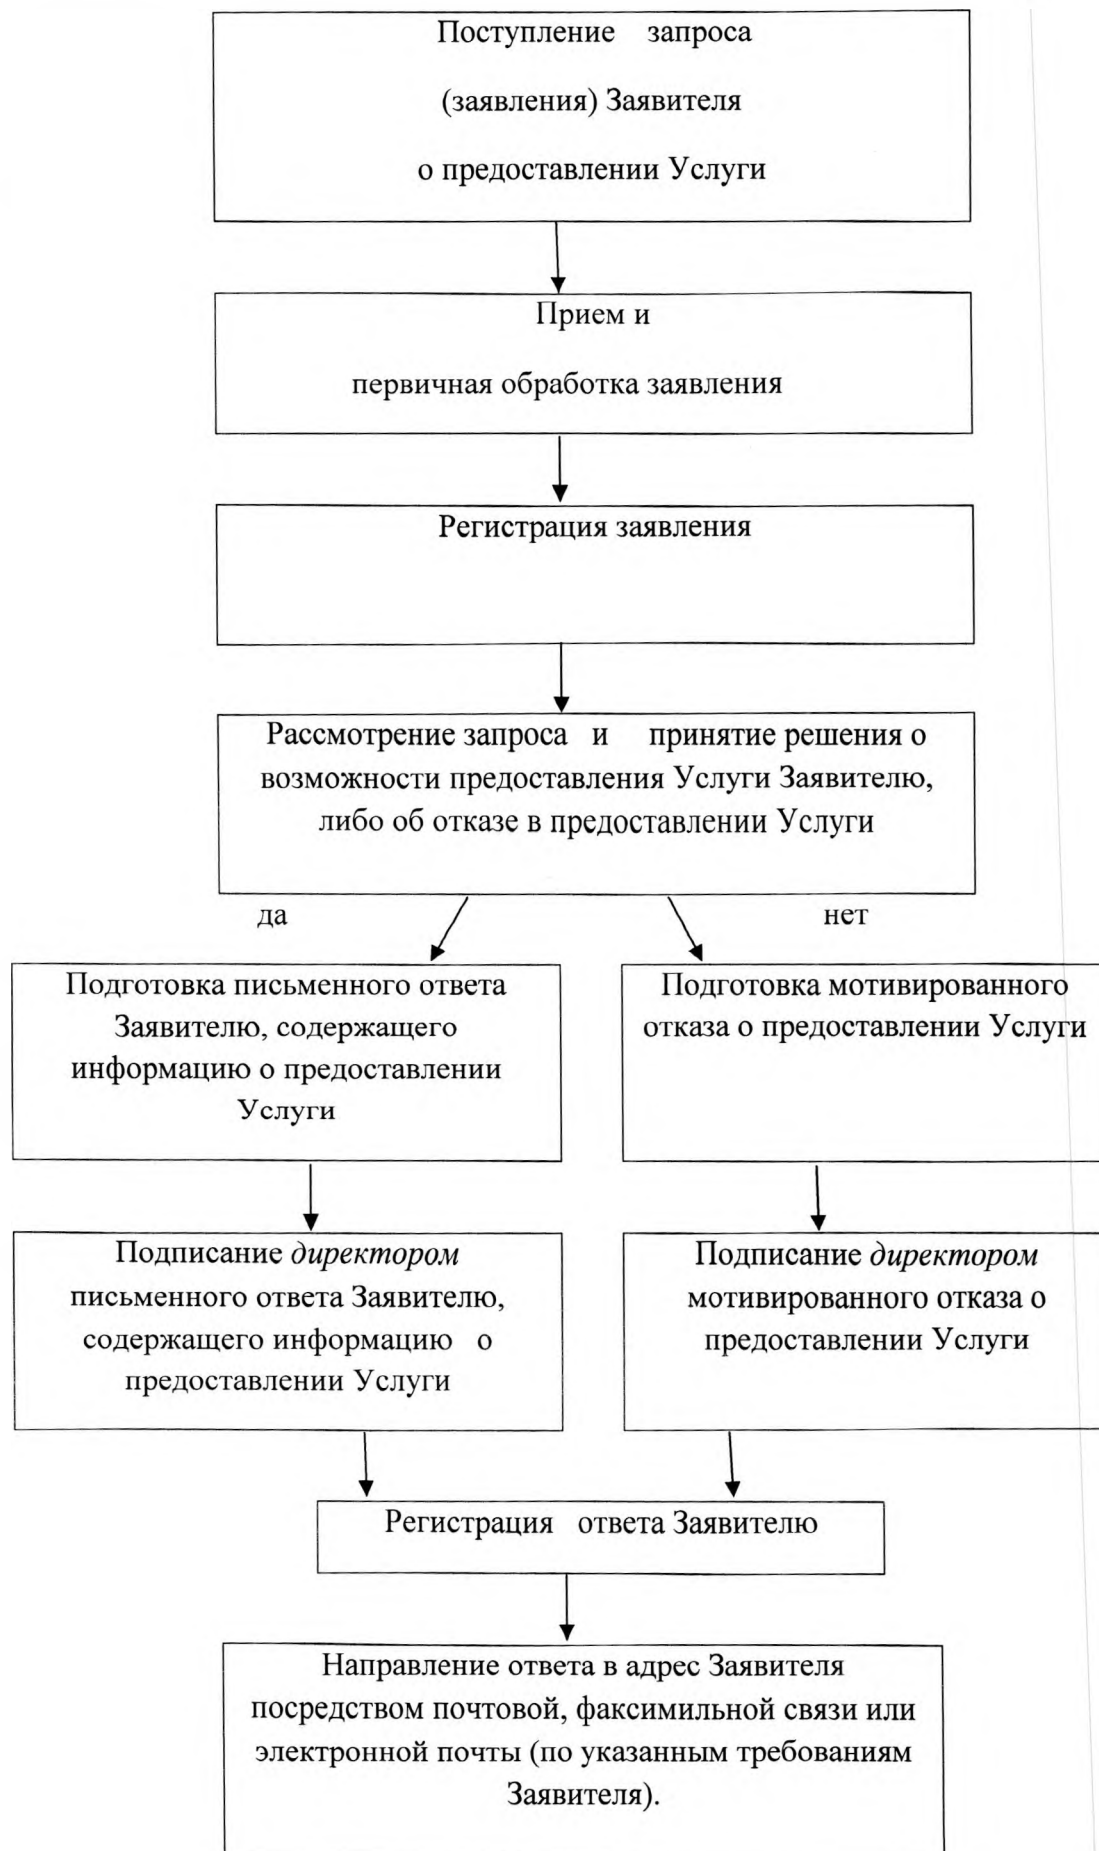 Поступление запроса
(заявления) Заявителя
о предоставлении Услуги
Прием и
первичная обработка заявления
Регистрация заявления
Рассмотрение запроса и принятие решения о
возможности предоставления Услуги Заявителю,
либо об отказе в предоставлении Услуги
да
нет
Подготовка письменного ответа
Заявителю, содержащего
информацию о предоставлении
Услуги
Подготовка мотивированного
отказа о предоставлении Услуги
Подписание директором
письменного ответа Заявителю,
содержащего информацию о
предоставлении Услуги
Подписание директором
мотивированного отказа о
предоставлении Услуги
Регистрация ответа Заявителю
Направление ответа в адрес Заявителя
посредством почтовой, факсимильной связи или
электронной почты (по указанным требованиям
Заявителя).